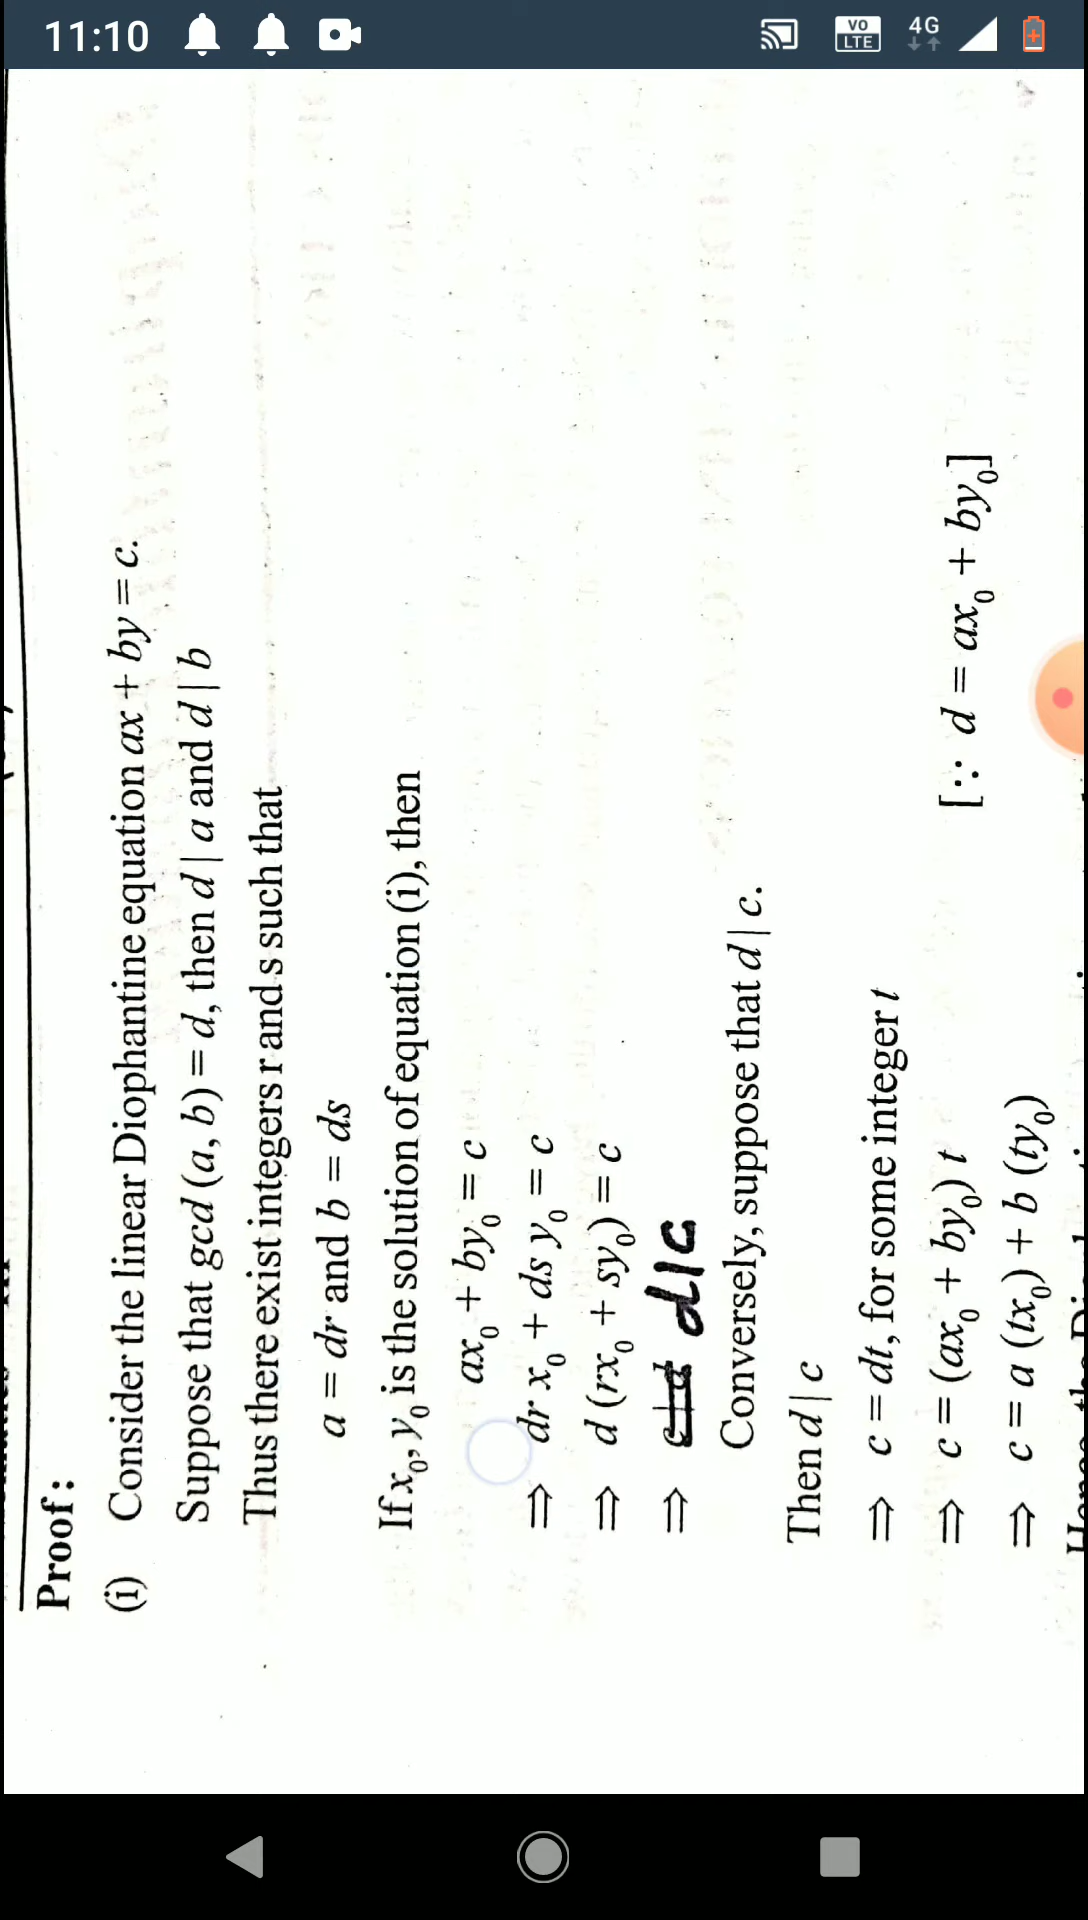 11:10
VO
LTE
4G
Proof :
(i) Consider the linear Diophantine equation ax + by = c.
Suppose that gcd (a, b) = d, then d | a and d | b
Thus there exist integers r and s such that
a = dr and b = ds
If x₀, y₀ is the solution of equation (i), then
ax₀ + by₀ = c
⇒ dr x₀ + ds y₀ = c
⇒ d (rx₀ + sy₀) = c
⇒ d|c
Conversely, suppose that d | c.
Then d | c
⇒ c = dt, for some integer t
⇒ c = (ax₀ + by₀) t [∵ d = ax₀ + by₀]
⇒ c = a (tx₀) + b (ty₀)